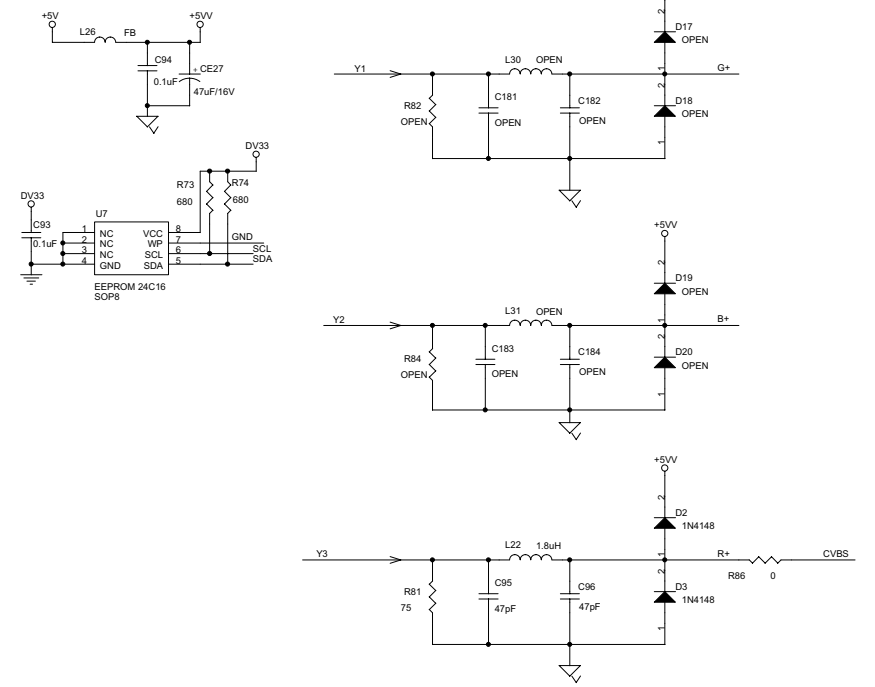 +5V
+5VV
L26
FB
C94
0.1uF
+ CE27
47uF/16V
DV33
R73
680
R74
680
DV33
C93
0.1uF
U7
1 NC VCC 8
2 NC WP 7 GND
3 NC SCL 6 SCL
4 GND SDA 5 SDA
EEPROM 24C16
SOP8
2
D17
OPEN
1
Y1
L30 OPEN
G+
R82
OPEN
C181
OPEN
C182
OPEN
2
D18
OPEN
1
+5VV
2
D19
OPEN
1
Y2
L31 OPEN
B+
R84
OPEN
C183
OPEN
C184
OPEN
2
D20
OPEN
1
+5VV
2
D2
1N4148
1
Y3
L22 1.8uH
R+
CVBS
R86 0
R81
75
C95
47pF
C96
47pF
2
D3
1N4148
1